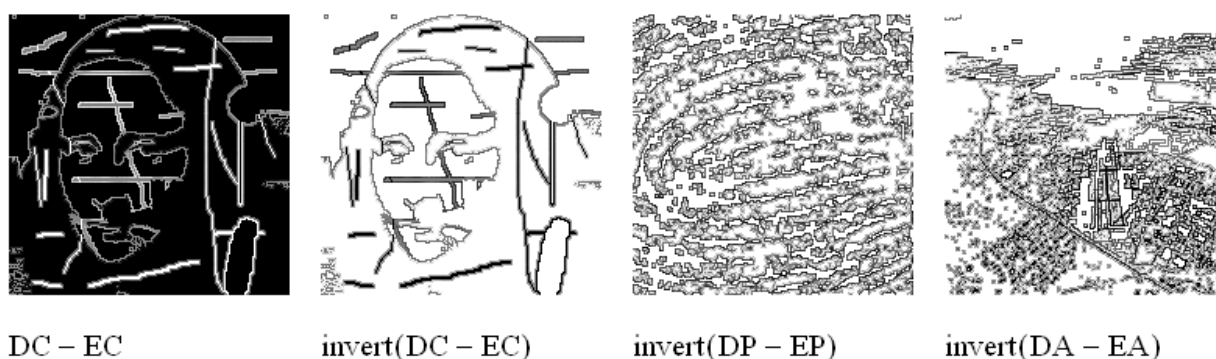 DC – EC invert(DC – EC) invert(DP – EP) invert(DA – EA)